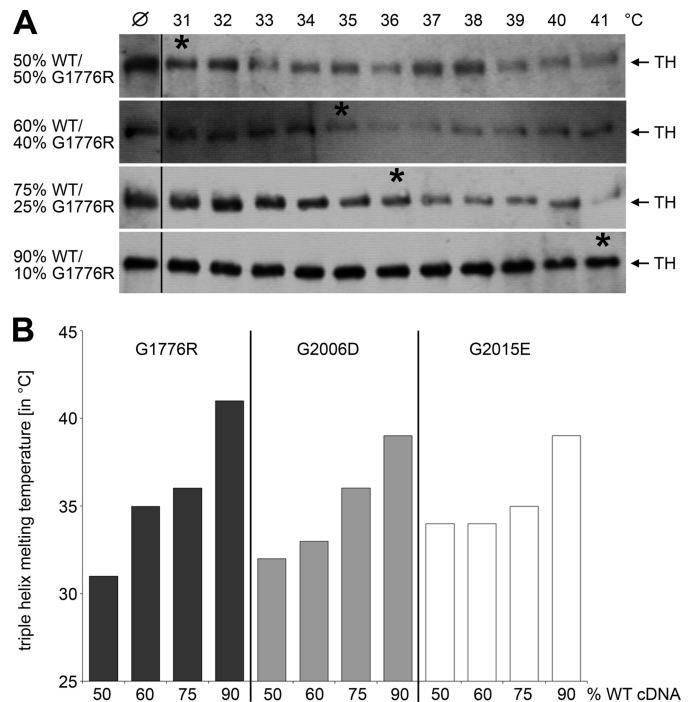 A
Ø 31 32 33 34 35 36 37 38 39 40 41 °C
*
50% WT/
50% G1776R
← TH
*
60% WT/
40% G1776R
← TH
*
75% WT/
25% G1776R
← TH
*
90% WT/
10% G1776R
← TH
B
triple helix melting temperature [in °C]
45
40
35
30
25
G1776R G2006D G2015E
50 60 75 90 50 60 75 90 50 60 75 90 % WT cDNA